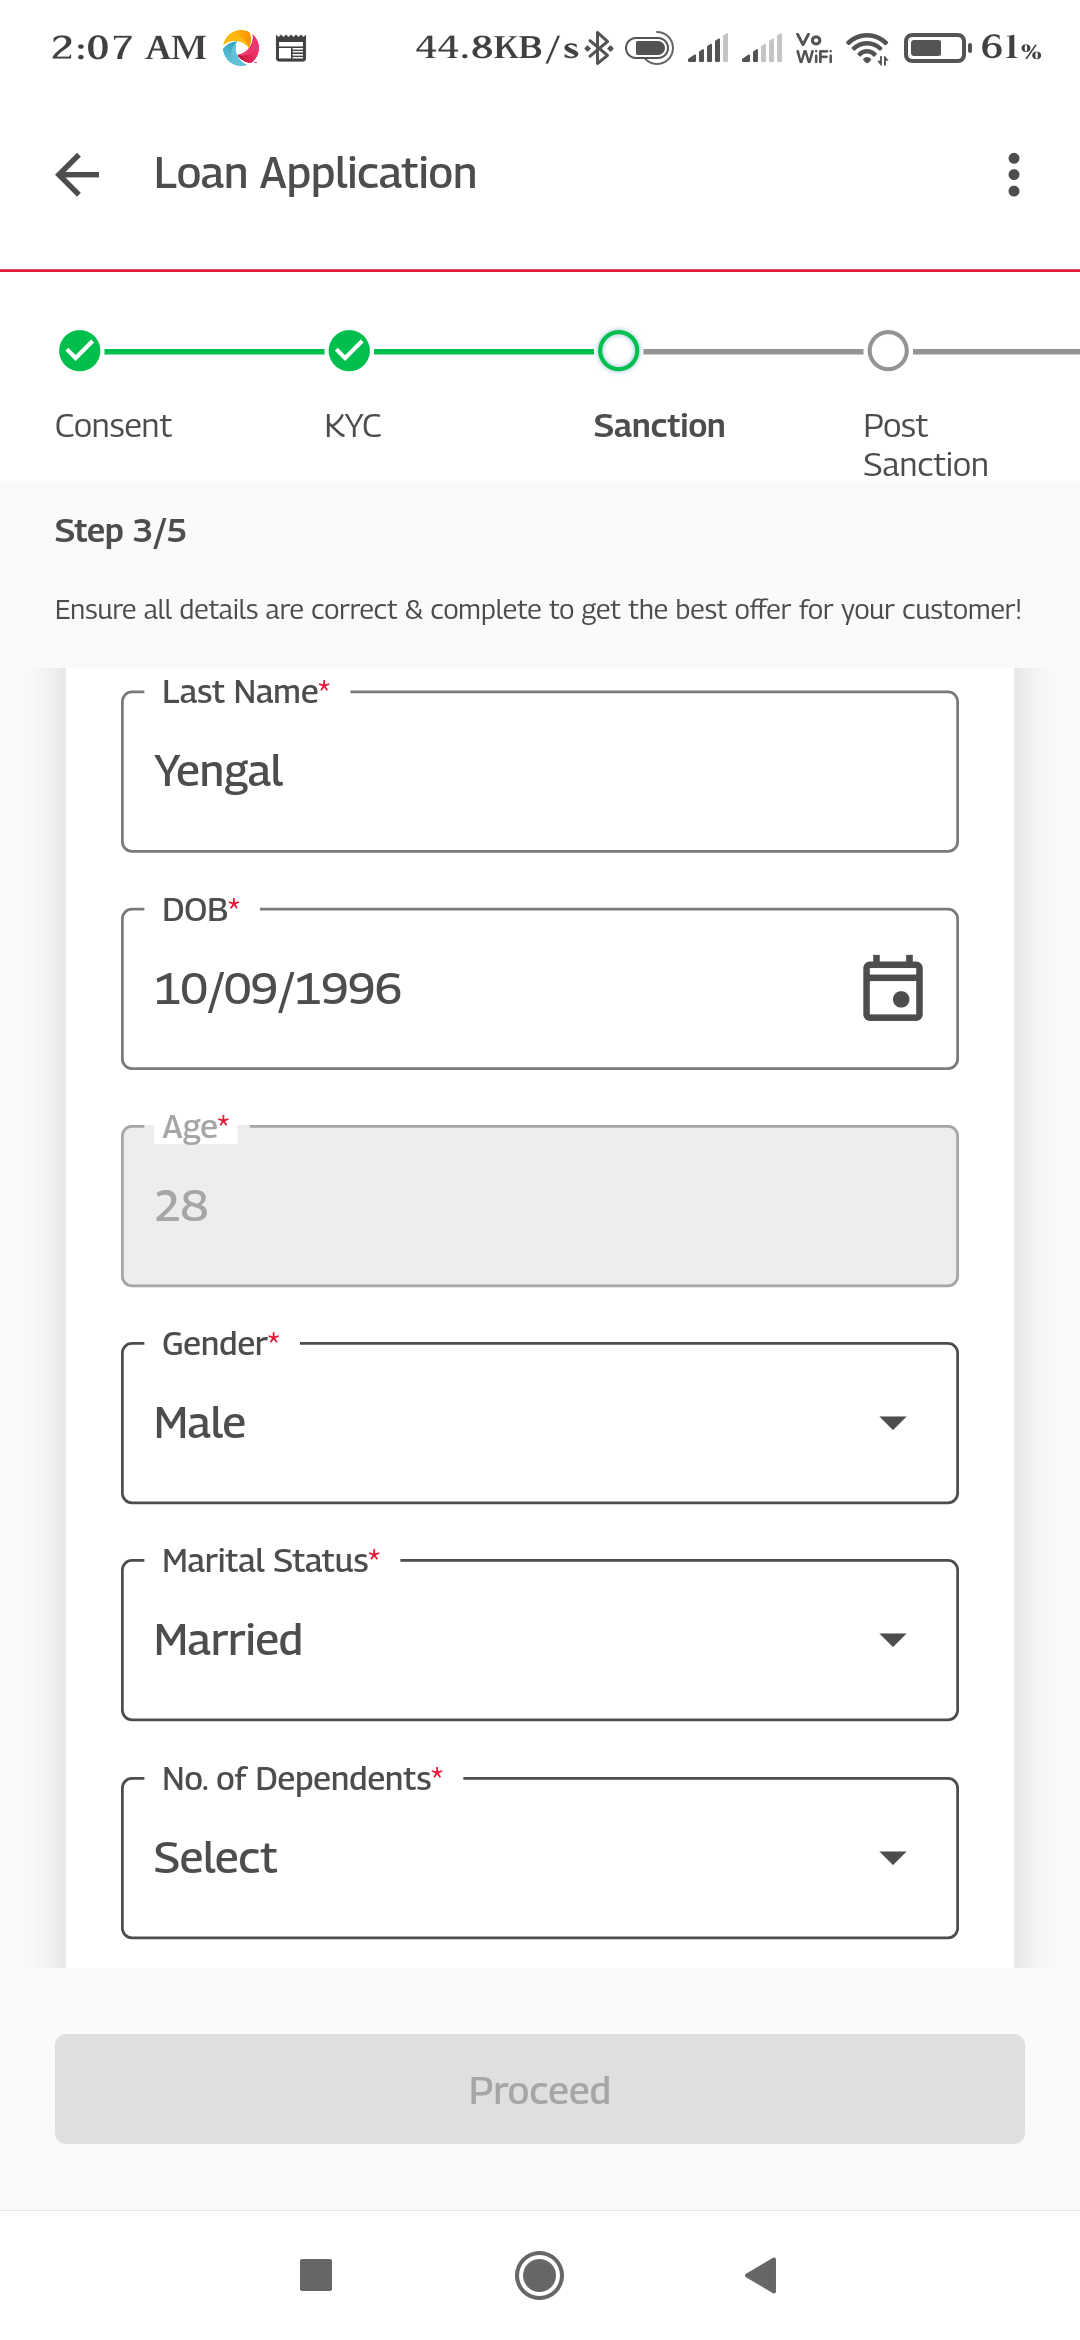 2:07 AM 44.8KB/s Vo WiFi 61%
Loan Application
Consent KYC Sanction Post Sanction
Step 3/5
Ensure all details are correct & complete to get the best offer for your customer!
Last Name*
Yengal
DOB*
10/09/1996
Age*
28
Gender*
Male
Marital Status*
Married
No. of Dependents*
Select
Proceed